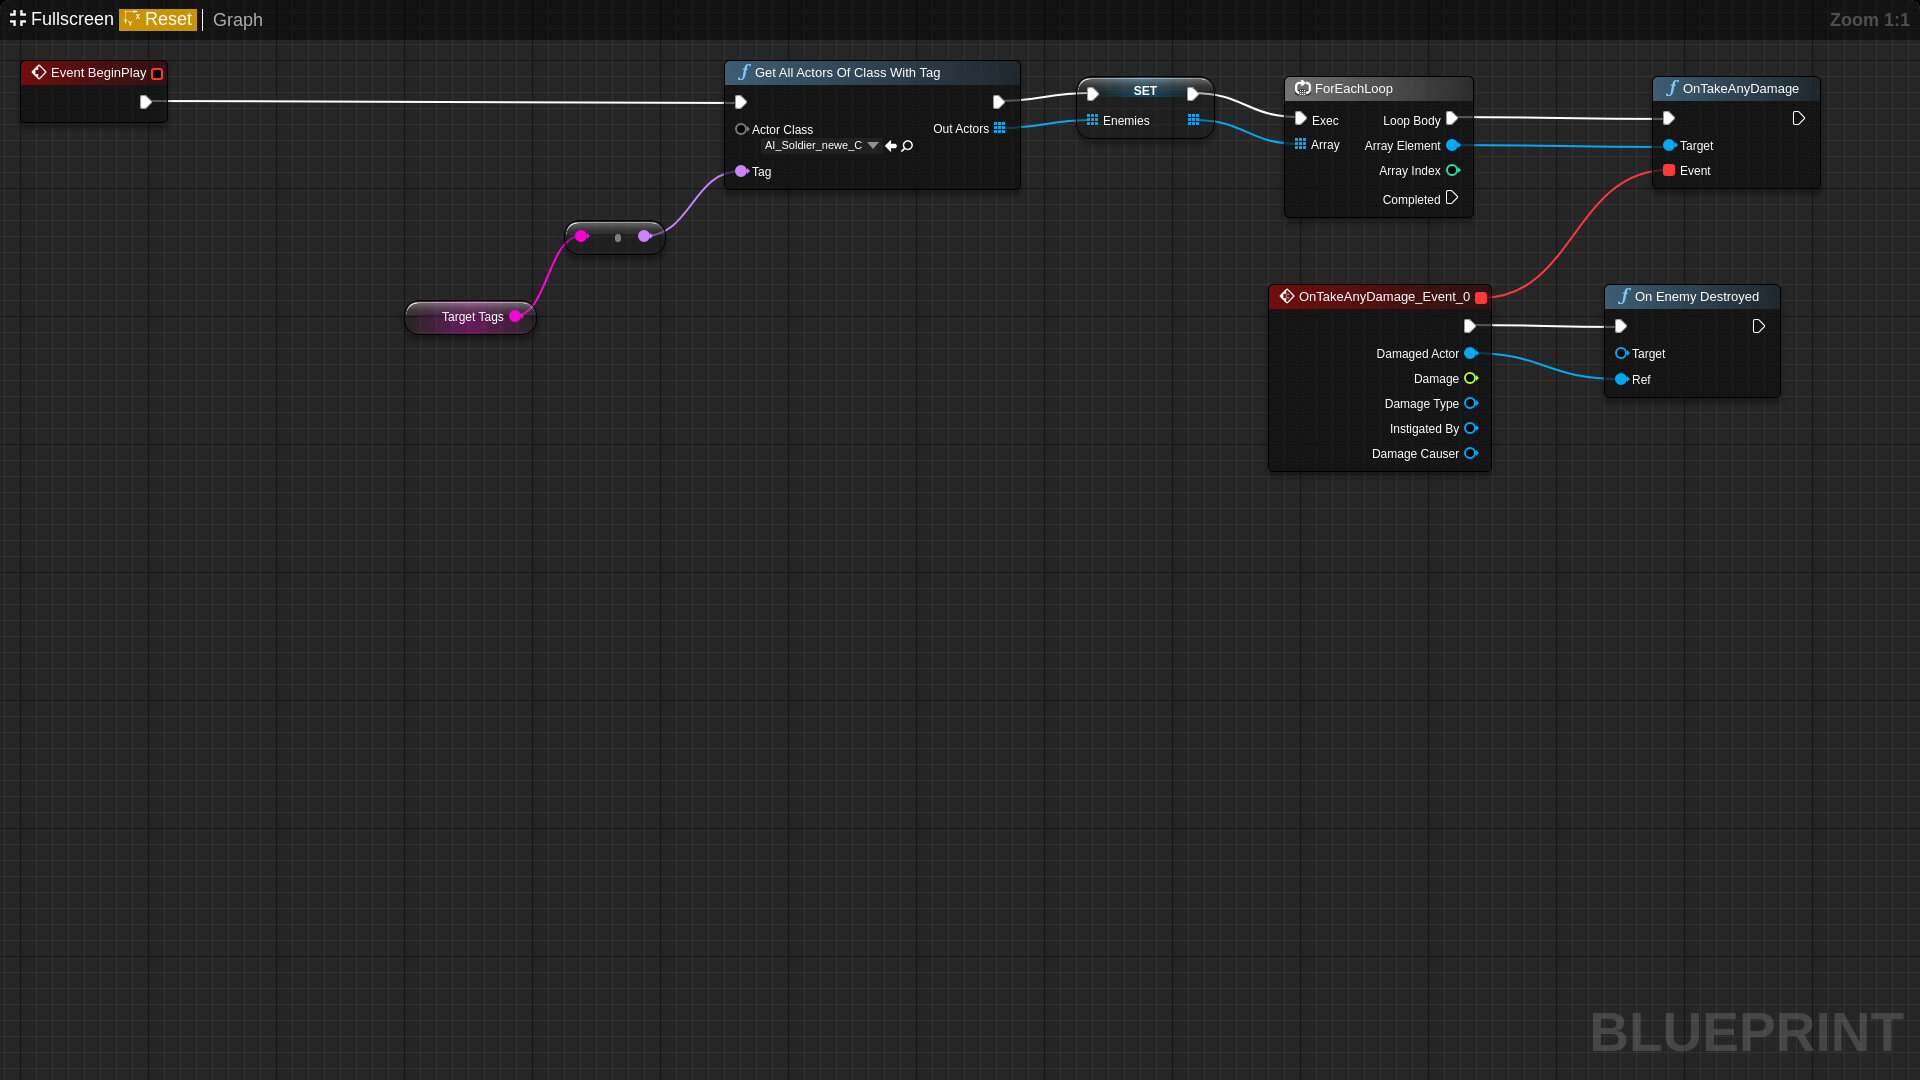 Fullscreen Reset Graph Zoom 1:1
Event BeginPlay
Get All Actors Of Class With Tag
Actor Class
AI_Soldier_newe_C
Tag
Out Actors
SET
Enemies
ForEachLoop
Exec
Array
Loop Body
Array Element
Array Index
Completed
OnTakeAnyDamage
Target
Event
Target Tags
OnTakeAnyDamage_Event_0
Damaged Actor
Damage
Damage Type
Instigated By
Damage Causer
On Enemy Destroyed
Target
Ref
BLUEPRINT